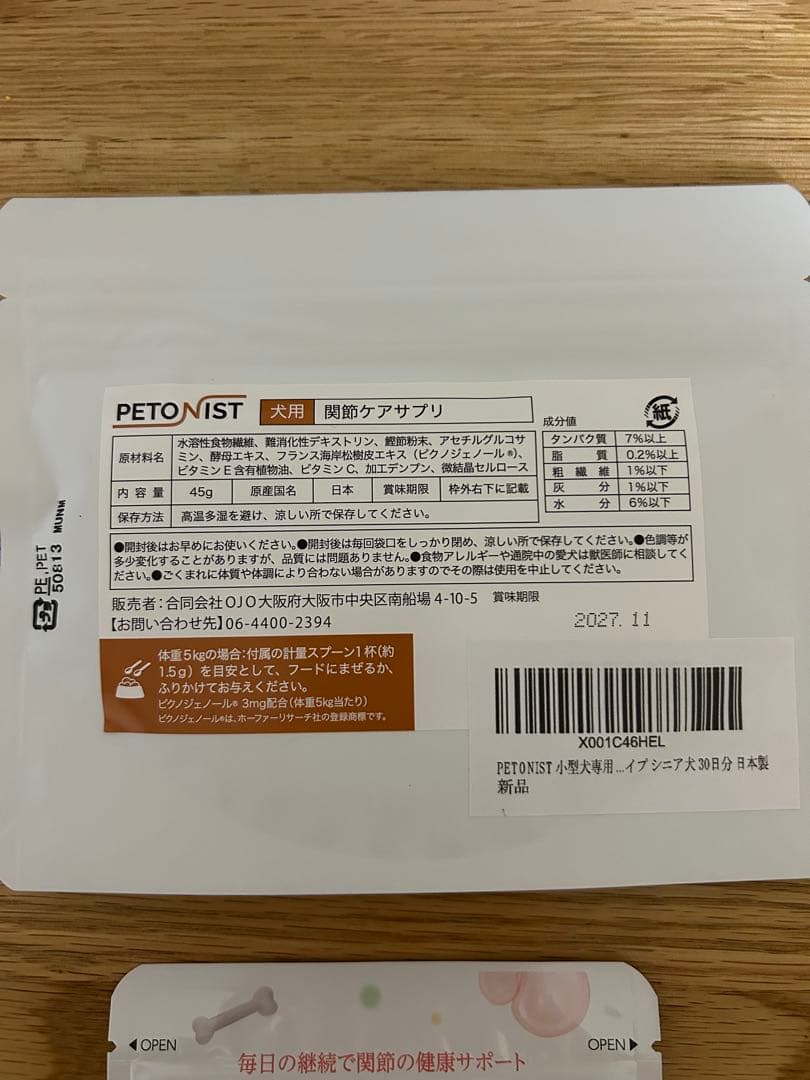 PETONIST 犬用 関節ケアサプリ
原材料名
水溶性食物繊維、難消化性デキストリン、鰹節粉末、アセチルグルコサ
ミン、酵母エキス、フランス海岸松樹皮エキス（ピクノジェノール®）、
ビタミンE含有植物油、ビタミンC、加工デンプン、微結晶セルロース
内容量 45g 原産国名 日本 賞味期限 枠外右下に記載
保存方法 高温多湿を避け、涼しい所で保存してください。
成分値
紙
タンパク質 7%以上
脂質 0.2%以上
粗繊維 1%以下
灰分 1%以下
水分 6%以下
●開封後はお早めにお使いください。●開封後は毎回袋口をしっかり閉め、涼しい所で保存してください。●色調等が
多少変化することがありますが、品質には問題ありません。●食物アレルギーや通院中の愛犬は獣医師に相談してく
ださい。●ごくまれに体質や体調により合わない場合がありますのでその際は使用を中止してください。
販売者：合同会社OJO大阪府大阪市中央区南船場4-10-5 賞味期限
【お問い合わせ先】06-4400-2394
2027. 11
体重5kgの場合：付属の計量スプーン1杯（約
1.5g）を目安として、フードにまぜるか、
ふりかけてお与えください。
ピクノジェノール® 3mg配合（体重5kg当たり）
ピクノジェノール®は、ホーファーリサーチ社の登録商標です。
プラ
PE,PET
50813 MUNM
X001C46HEL
PETONIST 小型犬専用 ...イプ シニア犬 30日分 日本製
新品
OPEN
OPEN
毎日の継続で関節の健康サポート